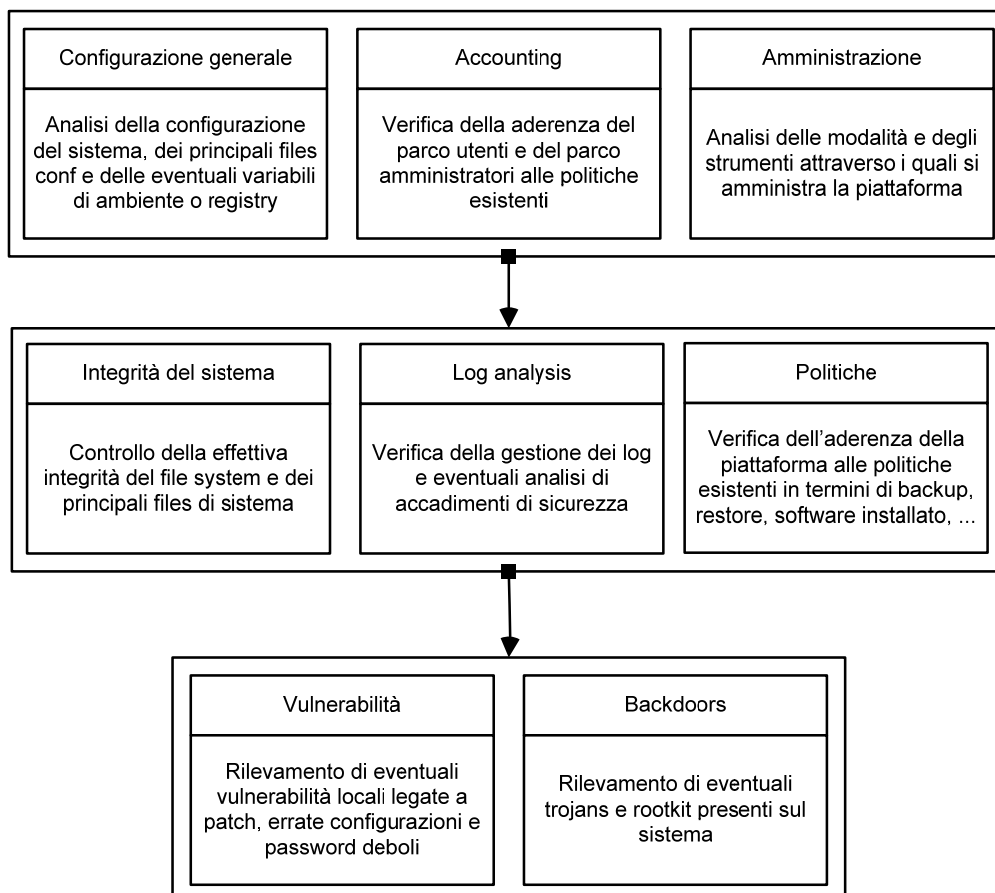 Configurazione generale
Analisi della configurazione
del sistema, dei principali files
conf e delle eventuali variabili
di ambiente o registry
Accounting
Verifica della aderenza del
parco utenti e del parco
amministratori alle politiche
esistenti
Amministrazione
Analisi delle modalità e degli
strumenti attraverso i quali si
amministra la piattaforma
Integrità del sistema
Controllo della effettiva
integrità del file system e dei
principali files di sistema
Log analysis
Verifica della gestione dei log
e eventuali analisi di
accadimenti di sicurezza
Politiche
Verifica dell’aderenza della
piattaforma alle politiche
esistenti in termini di backup,
restore, software installato, ...
Vulnerabilità
Rilevamento di eventuali
vulnerabilità locali legate a
patch, errate configurazioni e
password deboli
Backdoors
Rilevamento di eventuali
trojans e rootkit presenti sul
sistema